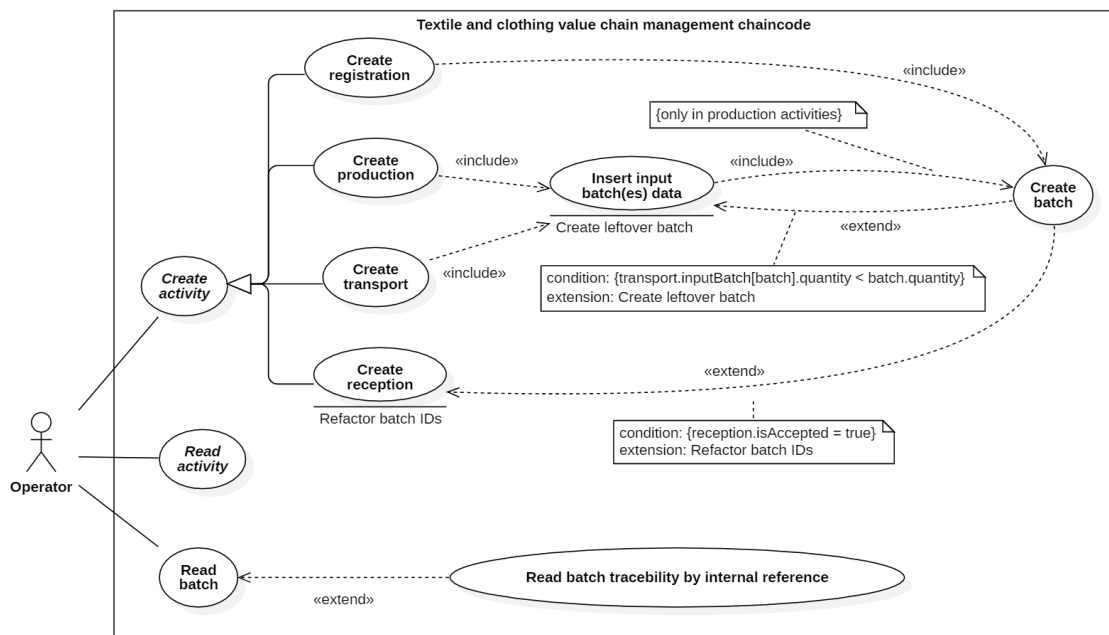 Textile and clothing value chain management chaincode
Create
registration
«include»
{only in production activities}
Create
production
«include»
Insert input
batch(es) data
Create leftover batch
«include»
Create
batch
«extend»
Create
transport
«include»
condition: {transport.inputBatch[batch].quantity < batch.quantity}
extension: Create leftover batch
Create
activity
Create
reception
Refactor batch IDs
«extend»
condition: {reception.isAccepted = true}
extension: Refactor batch IDs
Read
activity
Operator
Read
batch
«extend»
Read batch tracebility by internal reference